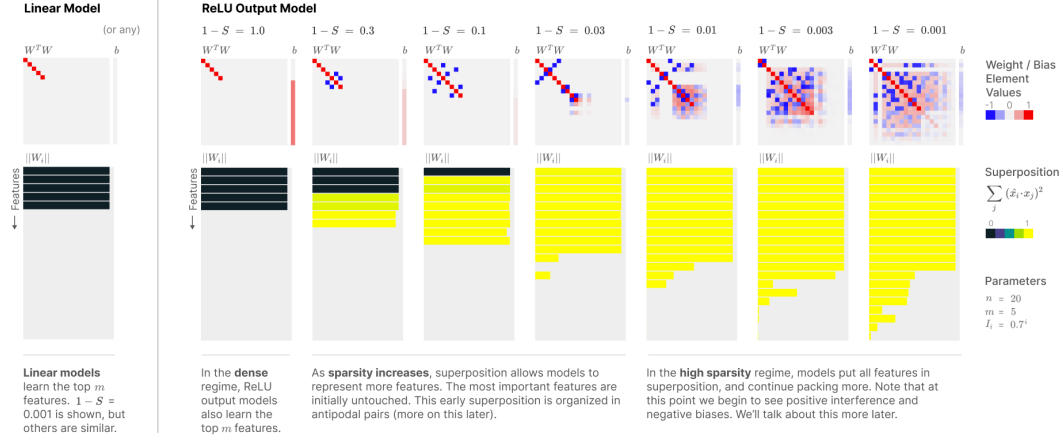 Linear Model
(or any)
W^T W
b
||W_i||
Features
Linear models
learn the top m
features. 1 − S =
0.001 is shown, but
others are similar.
ReLU Output Model
1 − S = 1.0
W^T W
b
||W_i||
Features
1 − S = 0.3
W^T W
b
||W_i||
1 − S = 0.1
W^T W
b
||W_i||
1 − S = 0.03
W^T W
b
||W_i||
1 − S = 0.01
W^T W
b
||W_i||
1 − S = 0.003
W^T W
b
||W_i||
1 − S = 0.001
W^T W
b
||W_i||
In the dense
regime, ReLU
output models
also learn the
top m features.
As sparsity increases, superposition allows models to
represent more features. The most important features are
initially untouched. This early superposition is organized in
antipodal pairs (more on this later).
In the high sparsity regime, models put all features in
superposition, and continue packing more. Note that at
this point we begin to see positive interference and
negative biases. We'll talk about this more later.
Weight / Bias
Element
Values
-1 0 1
Superposition
∑_j (x̂_i·x_j)^2
0 1
Parameters
n = 20
m = 5
I_i = 0.7^i